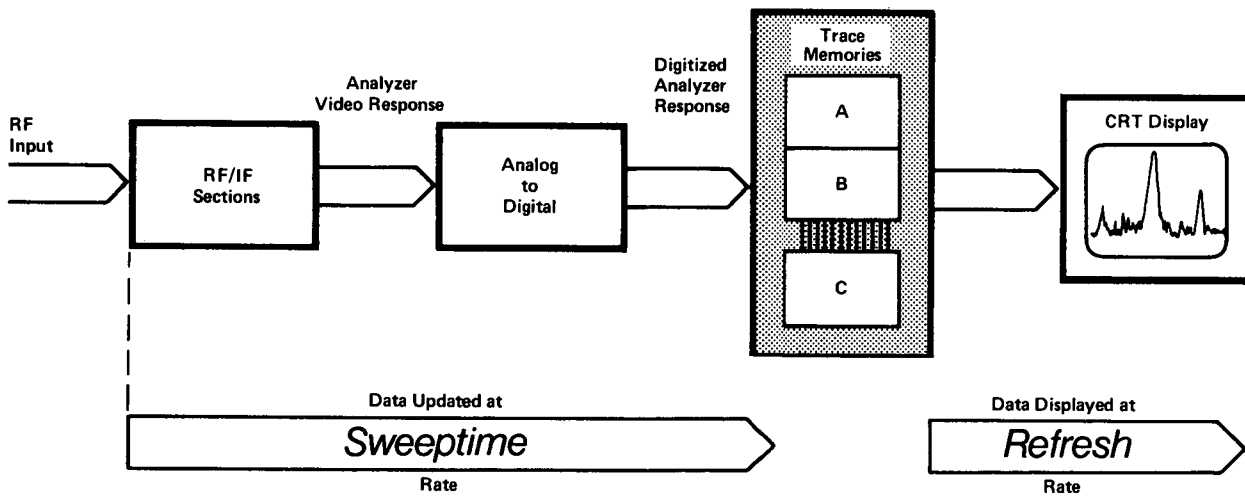 RF
Input
RF/IF
Sections
Analyzer
Video Response
Analog
to
Digital
Digitized
Analyzer
Response
Trace
Memories
A
B
C
CRT Display
Data Updated at
Sweeptime
Rate
Data Displayed at
Refresh
Rate